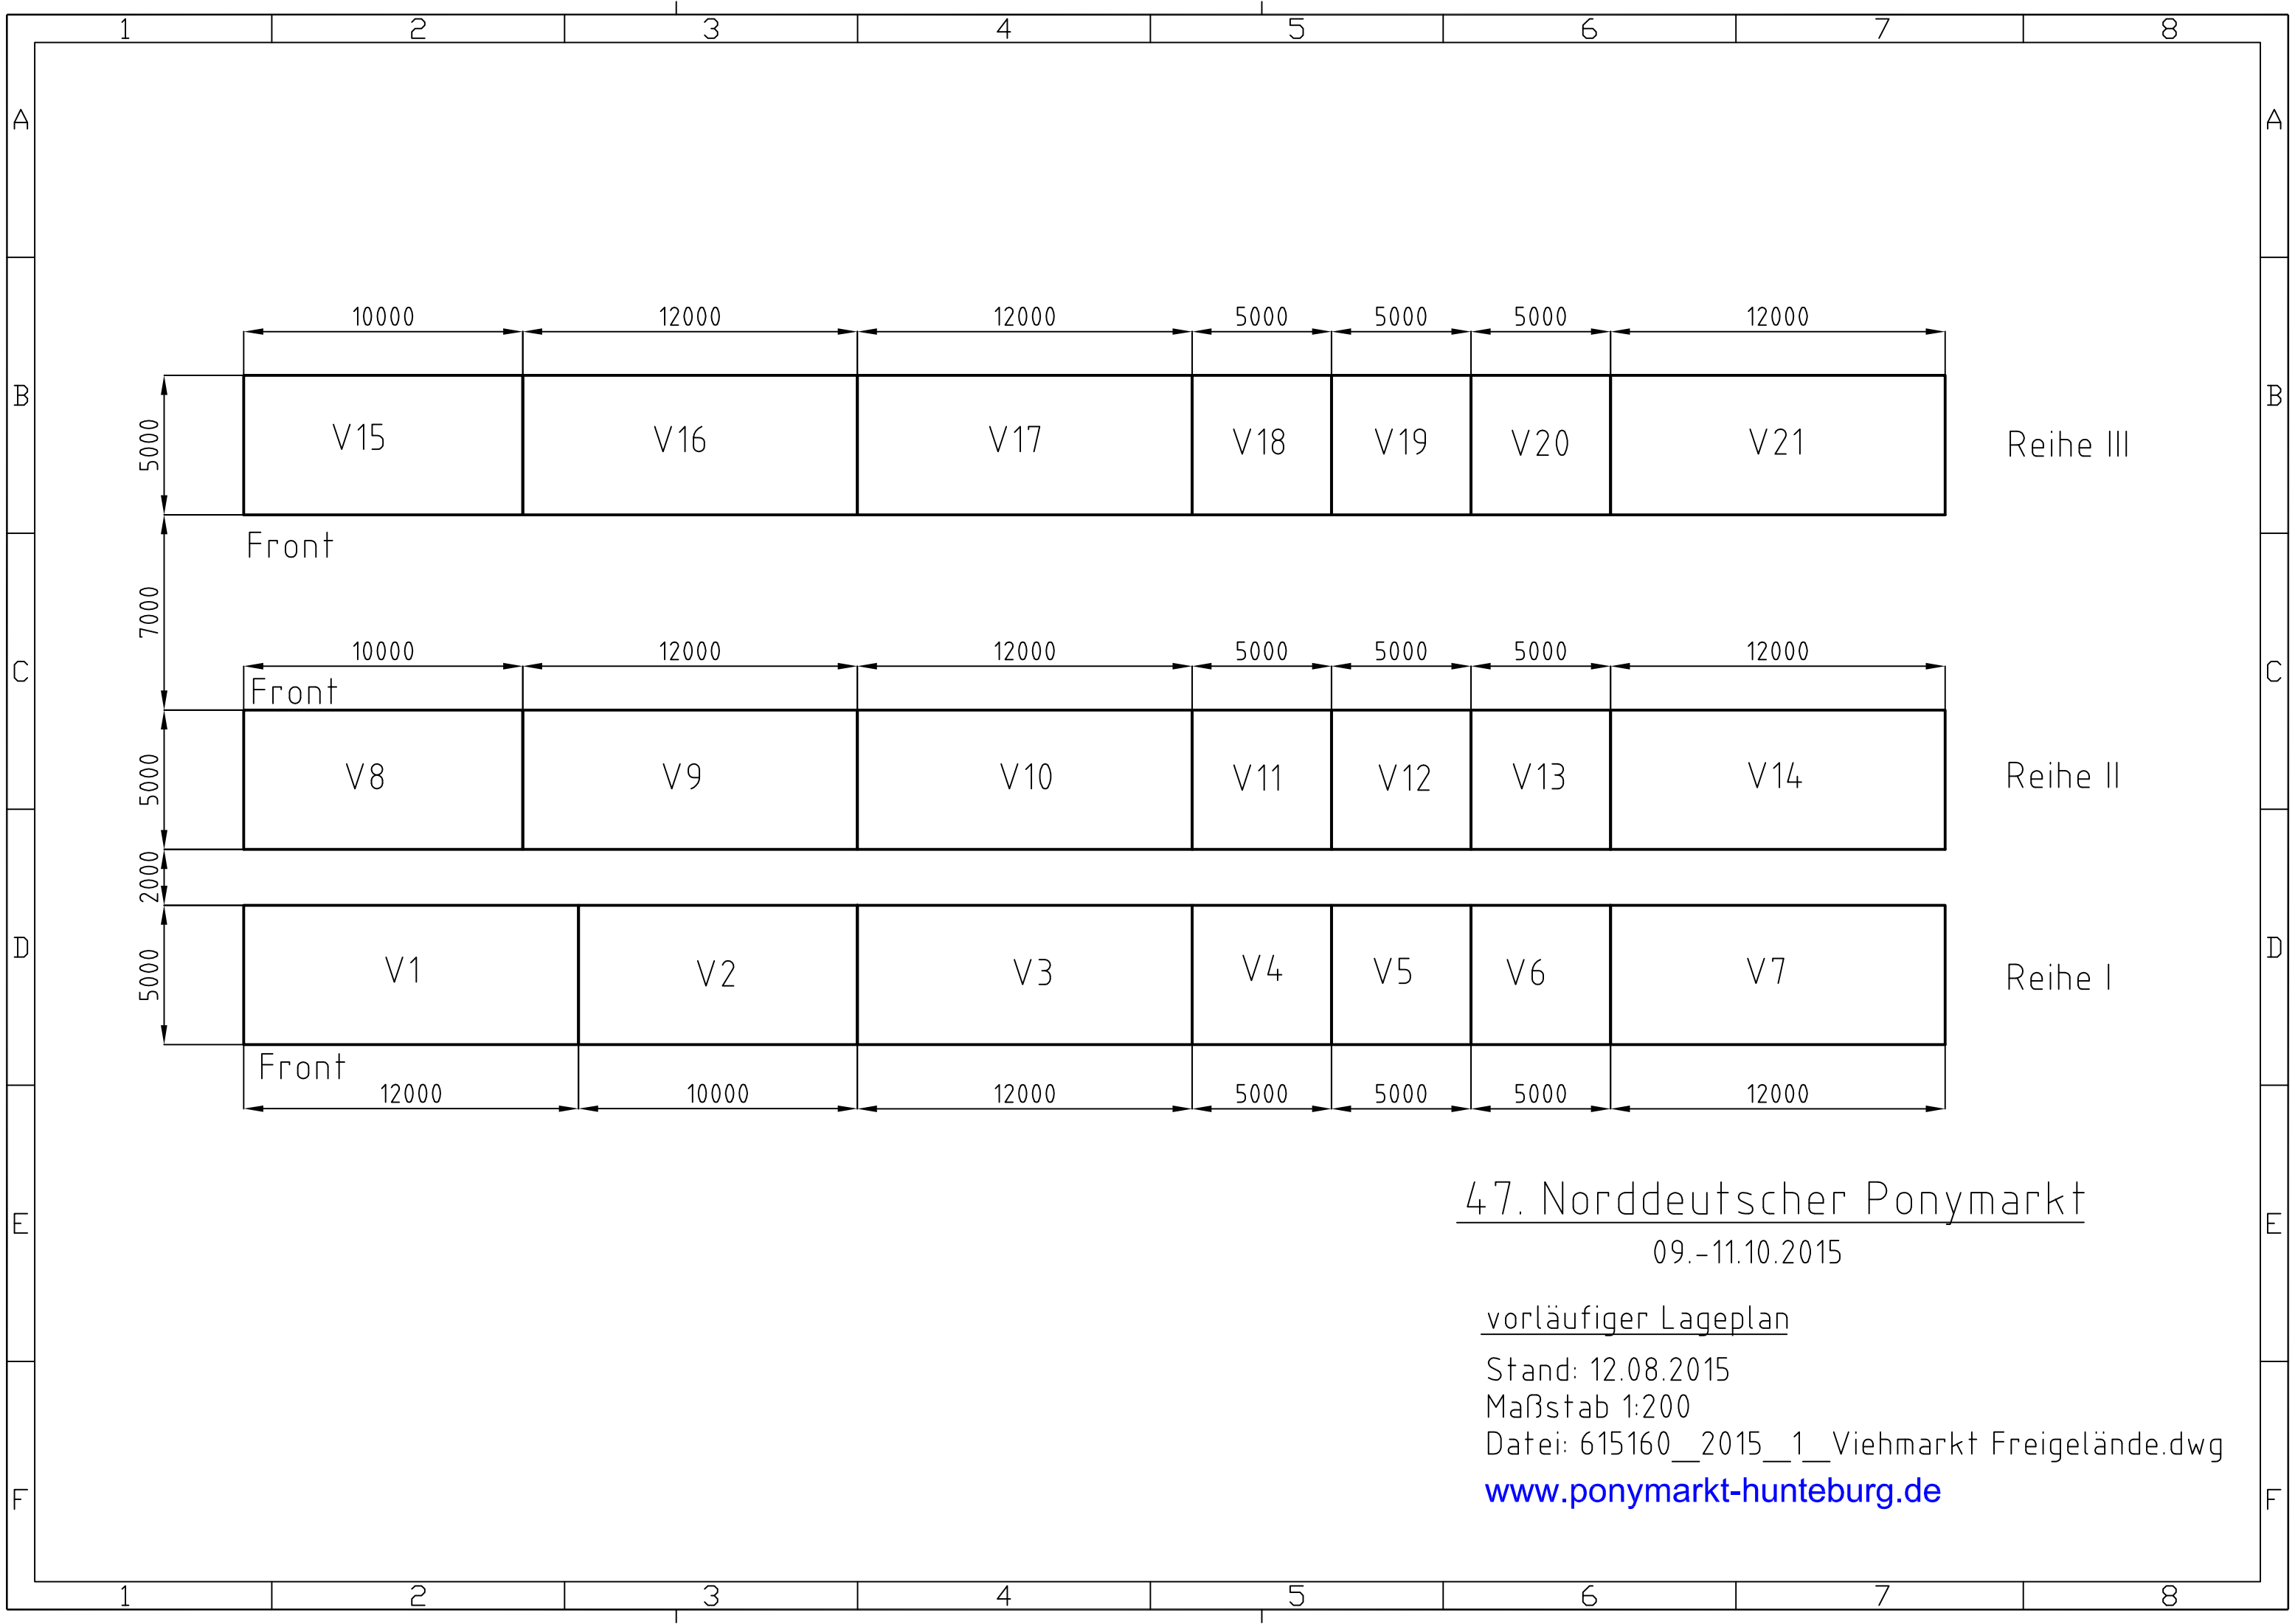 1 2 3 4 5 6 7 8
A A
10000 12000 12000 5000 5000 5000 12000
B B
5000 V15 V16 V17 V18 V19 V20 V21 Reihe III
Front
7000
10000 12000 12000 5000 5000 5000 12000
C C
Front
5000 V8 V9 V10 V11 V12 V13 V14 Reihe II
2000
D D
5000 V1 V2 V3 V4 V5 V6 V7 Reihe I
Front
12000 10000 12000 5000 5000 5000 12000
47. Norddeutscher Ponymarkt
E E
09.-11.10.2015
vorläufiger Lageplan
Stand: 12.08.2015
Maßstab 1:200
Datei: 615160_2015_1_Viehmarkt Freigelände.dwg
www.ponymarkt-hunteburg.de
F F
1 2 3 4 5 6 7 8